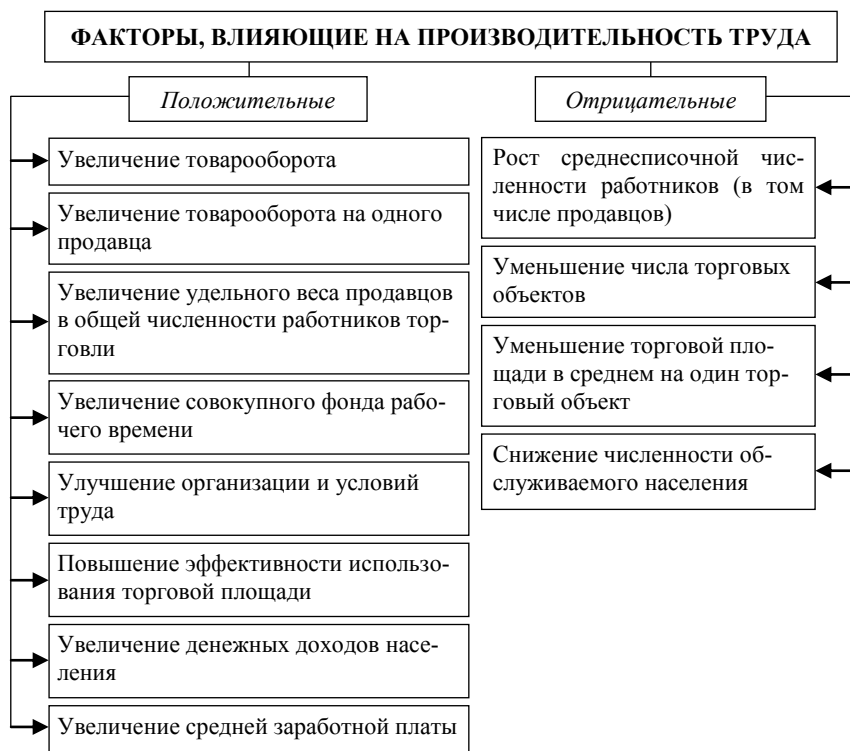 ФАКТОРЫ, ВЛИЯЮЩИЕ НА ПРОИЗВОДИТЕЛЬНОСТЬ ТРУДА
Положительные
Увеличение товарооборота
Увеличение товарооборота на одного
продавца
Увеличение удельного веса продавцов
в общей численности работников тор-
говли
Увеличение совокупного фонда рабо-
чего времени
Улучшение организации и условий
труда
Повышение эффективности использо-
вания торговой площади
Увеличение денежных доходов насе-
ления
Увеличение средней заработной платы
Отрицательные
Рост среднесписочной чис-
ленности работников (в том
числе продавцов)
Уменьшение числа торговых
объектов
Уменьшение торговой пло-
щади в среднем на один тор-
говый объект
Снижение численности об-
служиваемого населения